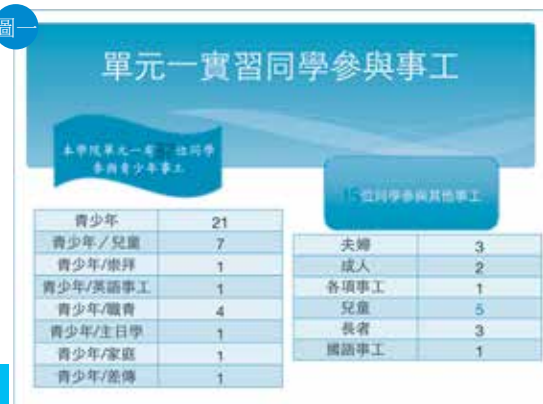 圖一
單元一實習同學參與事工
本學院單元一有 位同學
參與青少年事工
15位同學參與其他事工
青少年 21
青少年/兒童 7
青少年/崇拜 1
青少年/英語事工 1
青少年/職青 4
青少年/主日學 1
青少年/家庭 1
青少年/差傳 1
夫婦 3
成人 2
各項事工 1
兒童 5
長者 3
國語事工 1